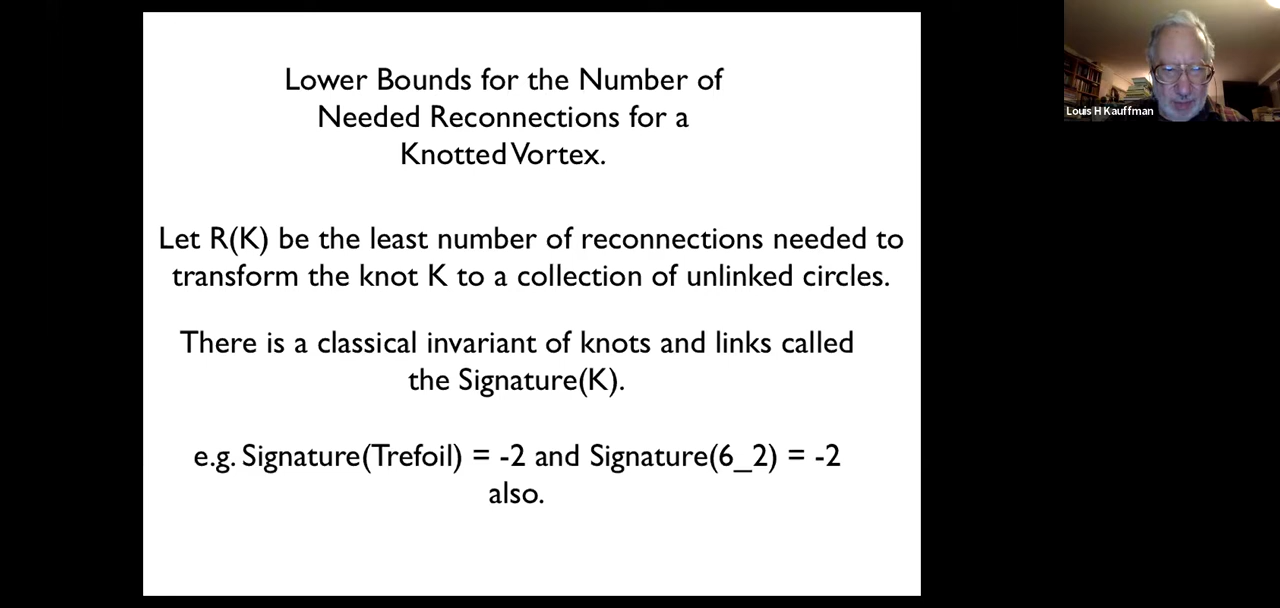 Lower Bounds for the Number of
Needed Reconnections for a
Knotted Vortex.
Let R(K) be the least number of reconnections needed to
transform the knot K to a collection of unlinked circles.
There is a classical invariant of knots and links called
the Signature(K).
e.g. Signature(Trefoil) = -2 and Signature(6_2) = -2
also.
Louis H Kauffman